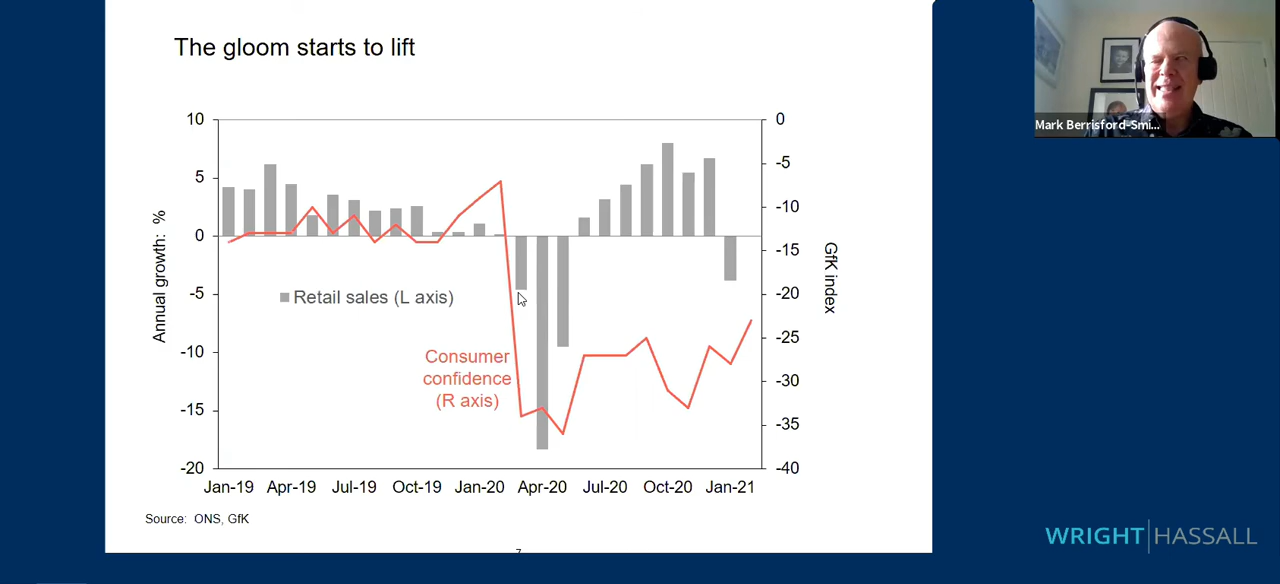 The gloom starts to lift
Mark Berrisford-Smi...
10
5
0
-5
-10
-15
-20
Annual growth: %
0
-5
-10
-15
-20
-25
-30
-35
-40
GfK index
Retail sales (L axis)
Consumer
confidence
(R axis)
Jan-19 Apr-19 Jul-19 Oct-19 Jan-20 Apr-20 Jul-20 Oct-20 Jan-21
Source: ONS, GfK
7
WRIGHT HASSALL